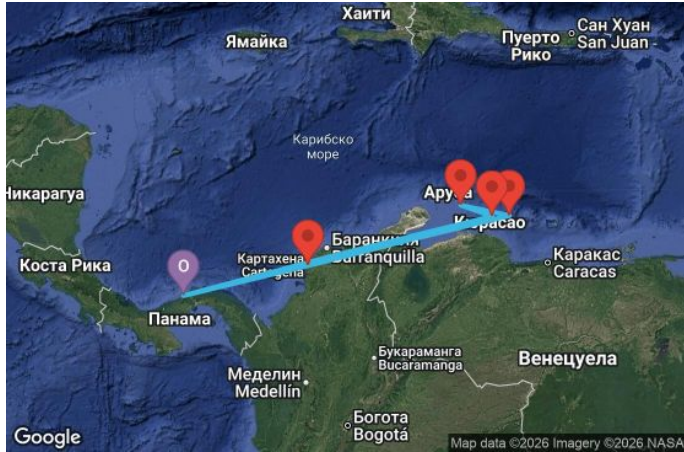 Хаити
Ямайка
Пуерто
Рико
Сан Хуан
San Juan
Карибско
море
Никарагуа
Аруба
Кюрасао
Баранкиля
Barranquilla
Картахена
Cartagena
Каракас
Caracas
Коста Рика
O
Панама
Букараманга
Bucaramanga
Венецуела
Меделин
Medellín
Богота
Bogotá
Google
Map data ©2026 Imagery ©2026 NASA